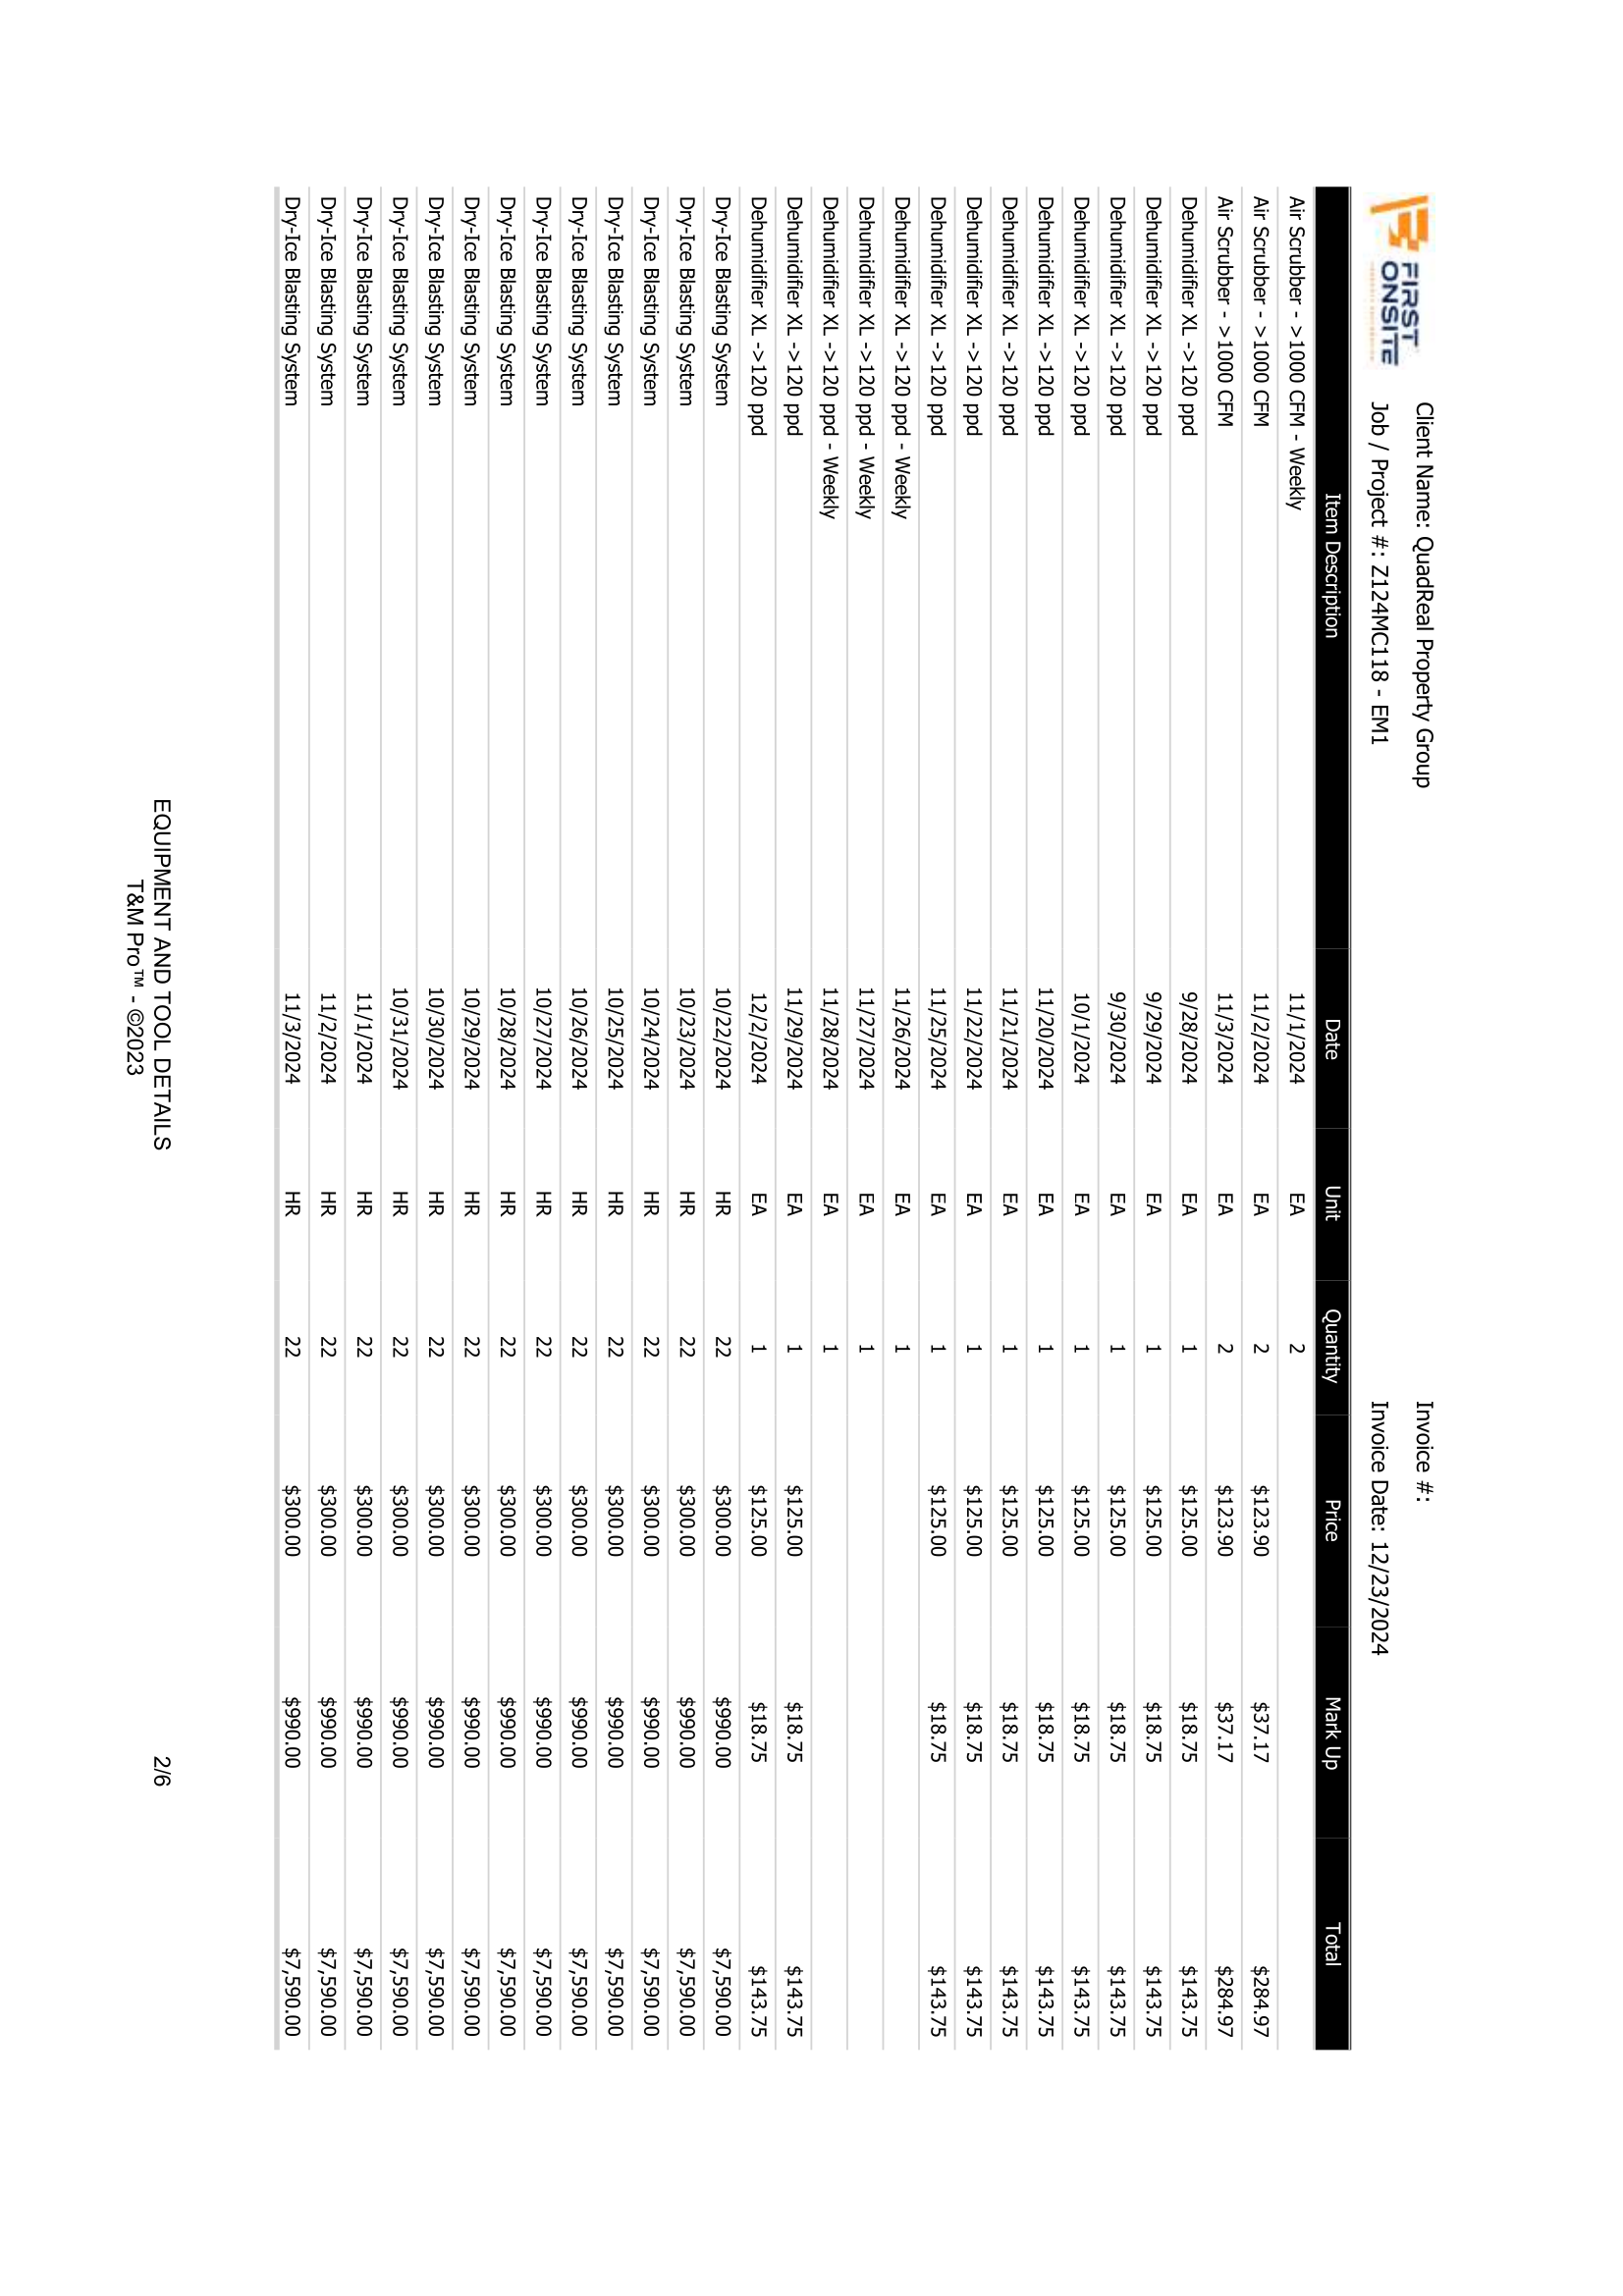 FIRST
ONSITE
Client Name: QuadReal Property Group Invoice #:
Job / Project #: Z124MC118 - EM1 Invoice Date: 12/23/2024
Item Description Date Unit Quantity Price Mark Up Total
Air Scrubber - >1000 CFM - Weekly 11/1/2024 EA 2
Air Scrubber - >1000 CFM 11/2/2024 EA 2 $123.90 $37.17 $284.97
Air Scrubber - >1000 CFM 11/3/2024 EA 2 $123.90 $37.17 $284.97
Dehumidifier XL ->120 ppd 9/28/2024 EA 1 $125.00 $18.75 $143.75
Dehumidifier XL ->120 ppd 9/29/2024 EA 1 $125.00 $18.75 $143.75
Dehumidifier XL ->120 ppd 9/30/2024 EA 1 $125.00 $18.75 $143.75
Dehumidifier XL ->120 ppd 10/1/2024 EA 1 $125.00 $18.75 $143.75
Dehumidifier XL ->120 ppd 11/20/2024 EA 1 $125.00 $18.75 $143.75
Dehumidifier XL ->120 ppd 11/21/2024 EA 1 $125.00 $18.75 $143.75
Dehumidifier XL ->120 ppd 11/22/2024 EA 1 $125.00 $18.75 $143.75
Dehumidifier XL ->120 ppd 11/25/2024 EA 1 $125.00 $18.75 $143.75
Dehumidifier XL ->120 ppd - Weekly 11/26/2024 EA 1
Dehumidifier XL ->120 ppd - Weekly 11/27/2024 EA 1
Dehumidifier XL ->120 ppd - Weekly 11/28/2024 EA 1
Dehumidifier XL ->120 ppd 11/29/2024 EA 1 $125.00 $18.75 $143.75
Dehumidifier XL ->120 ppd 12/2/2024 EA 1 $125.00 $18.75 $143.75
Dry-Ice Blasting System 10/22/2024 HR 22 $300.00 $990.00 $7,590.00
Dry-Ice Blasting System 10/23/2024 HR 22 $300.00 $990.00 $7,590.00
Dry-Ice Blasting System 10/24/2024 HR 22 $300.00 $990.00 $7,590.00
Dry-Ice Blasting System 10/25/2024 HR 22 $300.00 $990.00 $7,590.00
Dry-Ice Blasting System 10/26/2024 HR 22 $300.00 $990.00 $7,590.00
Dry-Ice Blasting System 10/27/2024 HR 22 $300.00 $990.00 $7,590.00
Dry-Ice Blasting System 10/28/2024 HR 22 $300.00 $990.00 $7,590.00
Dry-Ice Blasting System 10/29/2024 HR 22 $300.00 $990.00 $7,590.00
Dry-Ice Blasting System 10/30/2024 HR 22 $300.00 $990.00 $7,590.00
Dry-Ice Blasting System 10/31/2024 HR 22 $300.00 $990.00 $7,590.00
Dry-Ice Blasting System 11/1/2024 HR 22 $300.00 $990.00 $7,590.00
Dry-Ice Blasting System 11/2/2024 HR 22 $300.00 $990.00 $7,590.00
Dry-Ice Blasting System 11/3/2024 HR 22 $300.00 $990.00 $7,590.00
EQUIPMENT AND TOOL DETAILS 2/6
T&M Pro™ - ©2023